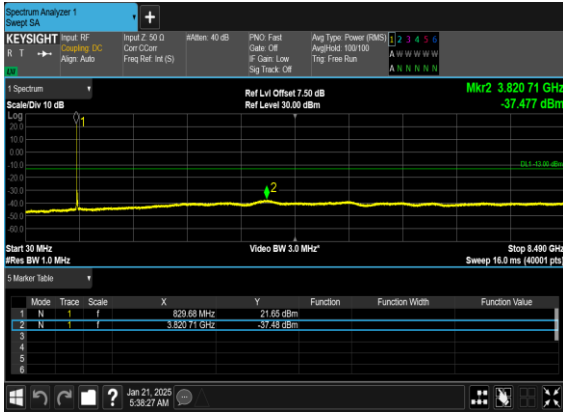 Spectrum Analyzer 1
Swept SA
+
KEYSIGHT Input: RF Input Z: 50 Ω #Atten: 40 dB PNO: Fast Avg Type: Power (RMS) 1 2 3 4 5 6
R T Coupling: DC Corr CCorr Gate: Off Avg|Hold: 100/100 A W W W W W
Align: Auto Freq Ref: Int (S) IF Gain: Low Trig: Free Run
Sig Track: Off A N N N N N
1 Spectrum
Ref Lvl Offset 7.50 dB Mkr2 3.820 71 GHz
Scale/Div 10 dB Ref Level 30.00 dBm -37.477 dBm
Log
20.0
10.0
0.00
-10.0
-20.0
-30.0
-40.0
-50.0
-60.0
1
DL1 -13.00 dBm
2
Start 30 MHz Video BW 3.0 MHz* Stop 8.490 GHz
#Res BW 1.0 MHz Sweep 16.0 ms (40001 pts)
5 Marker Table
Mode Trace Scale X Y Function Function Width Function Value
1 N 1 f 829.68 MHz 21.65 dBm
2 N 1 f 3.820 71 GHz -37.48 dBm
3
4
5
6
? Jan 21, 2025
5:38:27 AM